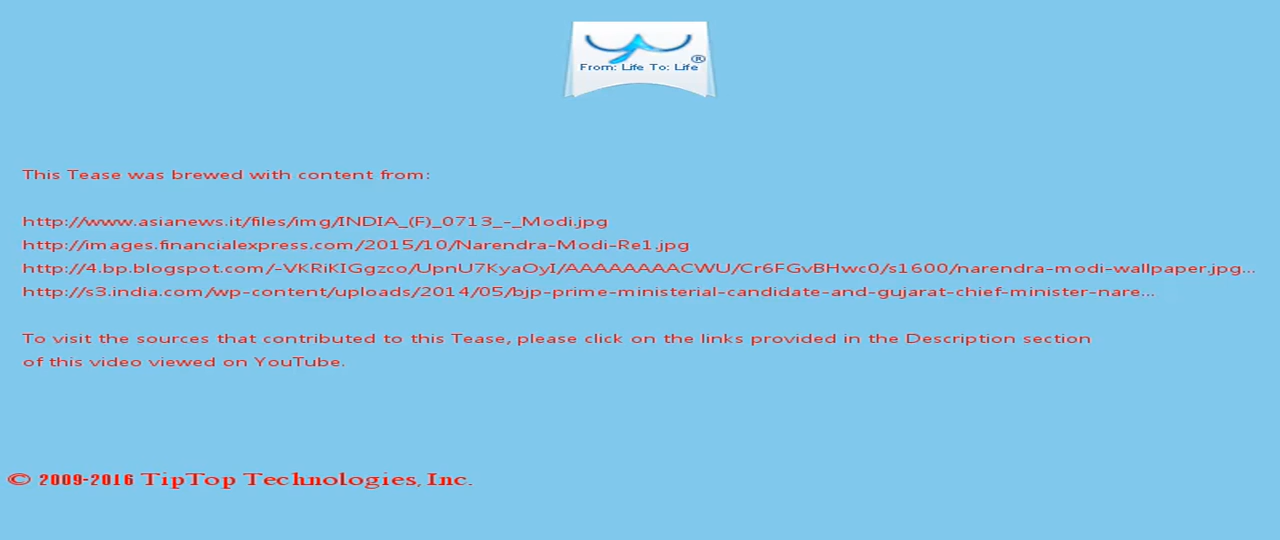 From: Life To: Life ®
This Tease was brewed with content from:
http://www.asianews.it/files/img/INDIA_(F)_0713_-_Modi.jpg
http://images.financialexpress.com/2015/10/Narendra-Modi-Re1.jpg
http://4.bp.blogspot.com/-VKRiKIGgzco/UpnU7KyaOyI/AAAAAAAACWU/Cr6FGvBHwc0/s1600/narendra-modi-wallpaper.jpg...
http://s3.india.com/wp-content/uploads/2014/05/bjp-prime-ministerial-candidate-and-gujarat-chief-minister-nare...
To visit the sources that contributed to this Tease, please click on the links provided in the Description section
of this video viewed on YouTube.
© 2009-2016 TipTop Technologies, Inc.